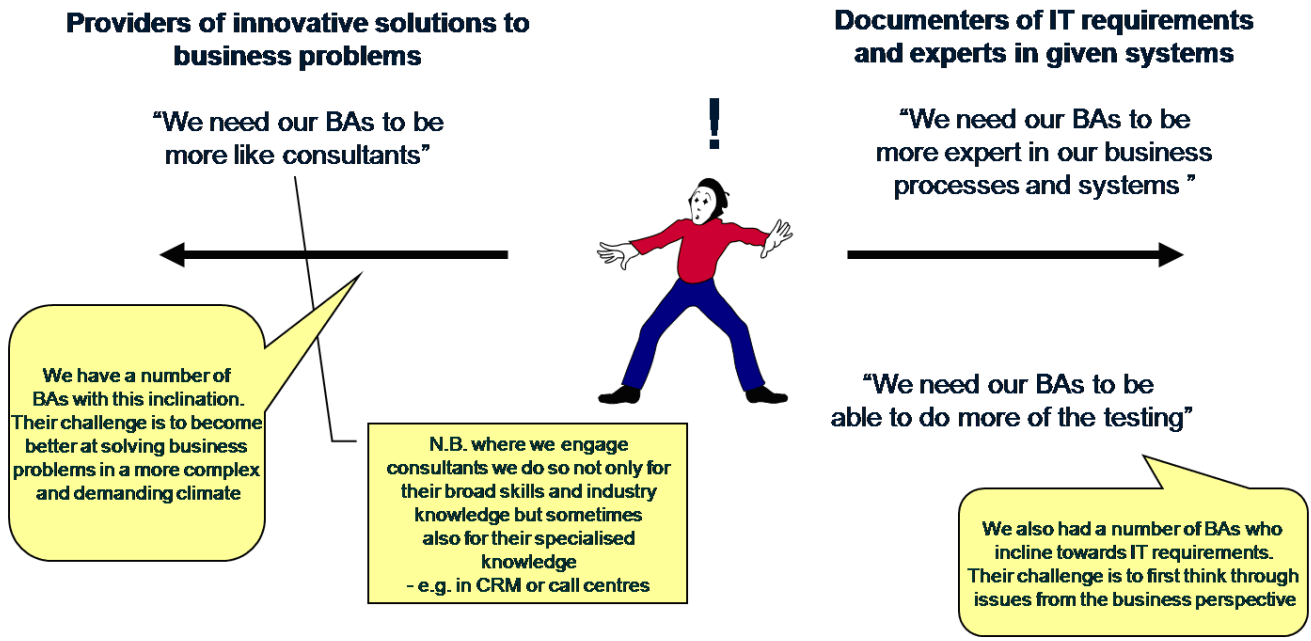 Providers of innovative solutions to
business problems
“We need our BAs to be
more like consultants”
We have a number of
BAs with this inclination.
Their challenge is to become
better at solving business
problems in a more complex
and demanding climate
N.B. where we engage
consultants we do so not only for
their broad skills and industry
knowledge but sometimes
also for their specialised
knowledge
- e.g. in CRM or call centres
!
Documenters of IT requirements
and experts in given systems
“We need our BAs to be
more expert in our business
processes and systems ”
“We need our BAs to be
able to do more of the testing”
We also had a number of BAs who
incline towards IT requirements.
Their challenge is to first think through
issues from the business perspective